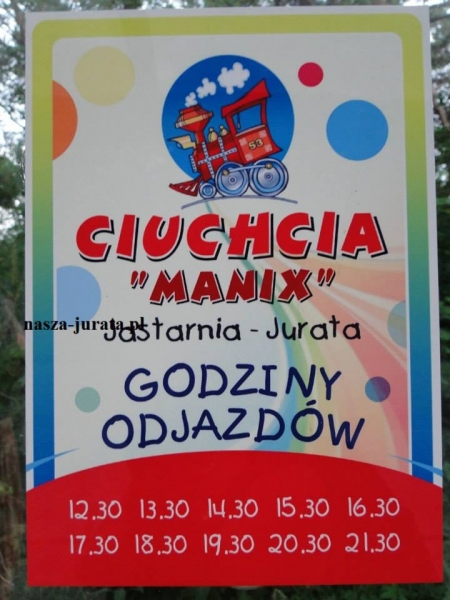 53
CIUCHCIA
"MANIX"
nasza-jurata.pl
Jastarnia - Jurata
GODZINY
ODJAZDÓW
12.30 13.30 14.30 15.30 16.30
17.30 18.30 19.30 20.30 21.30